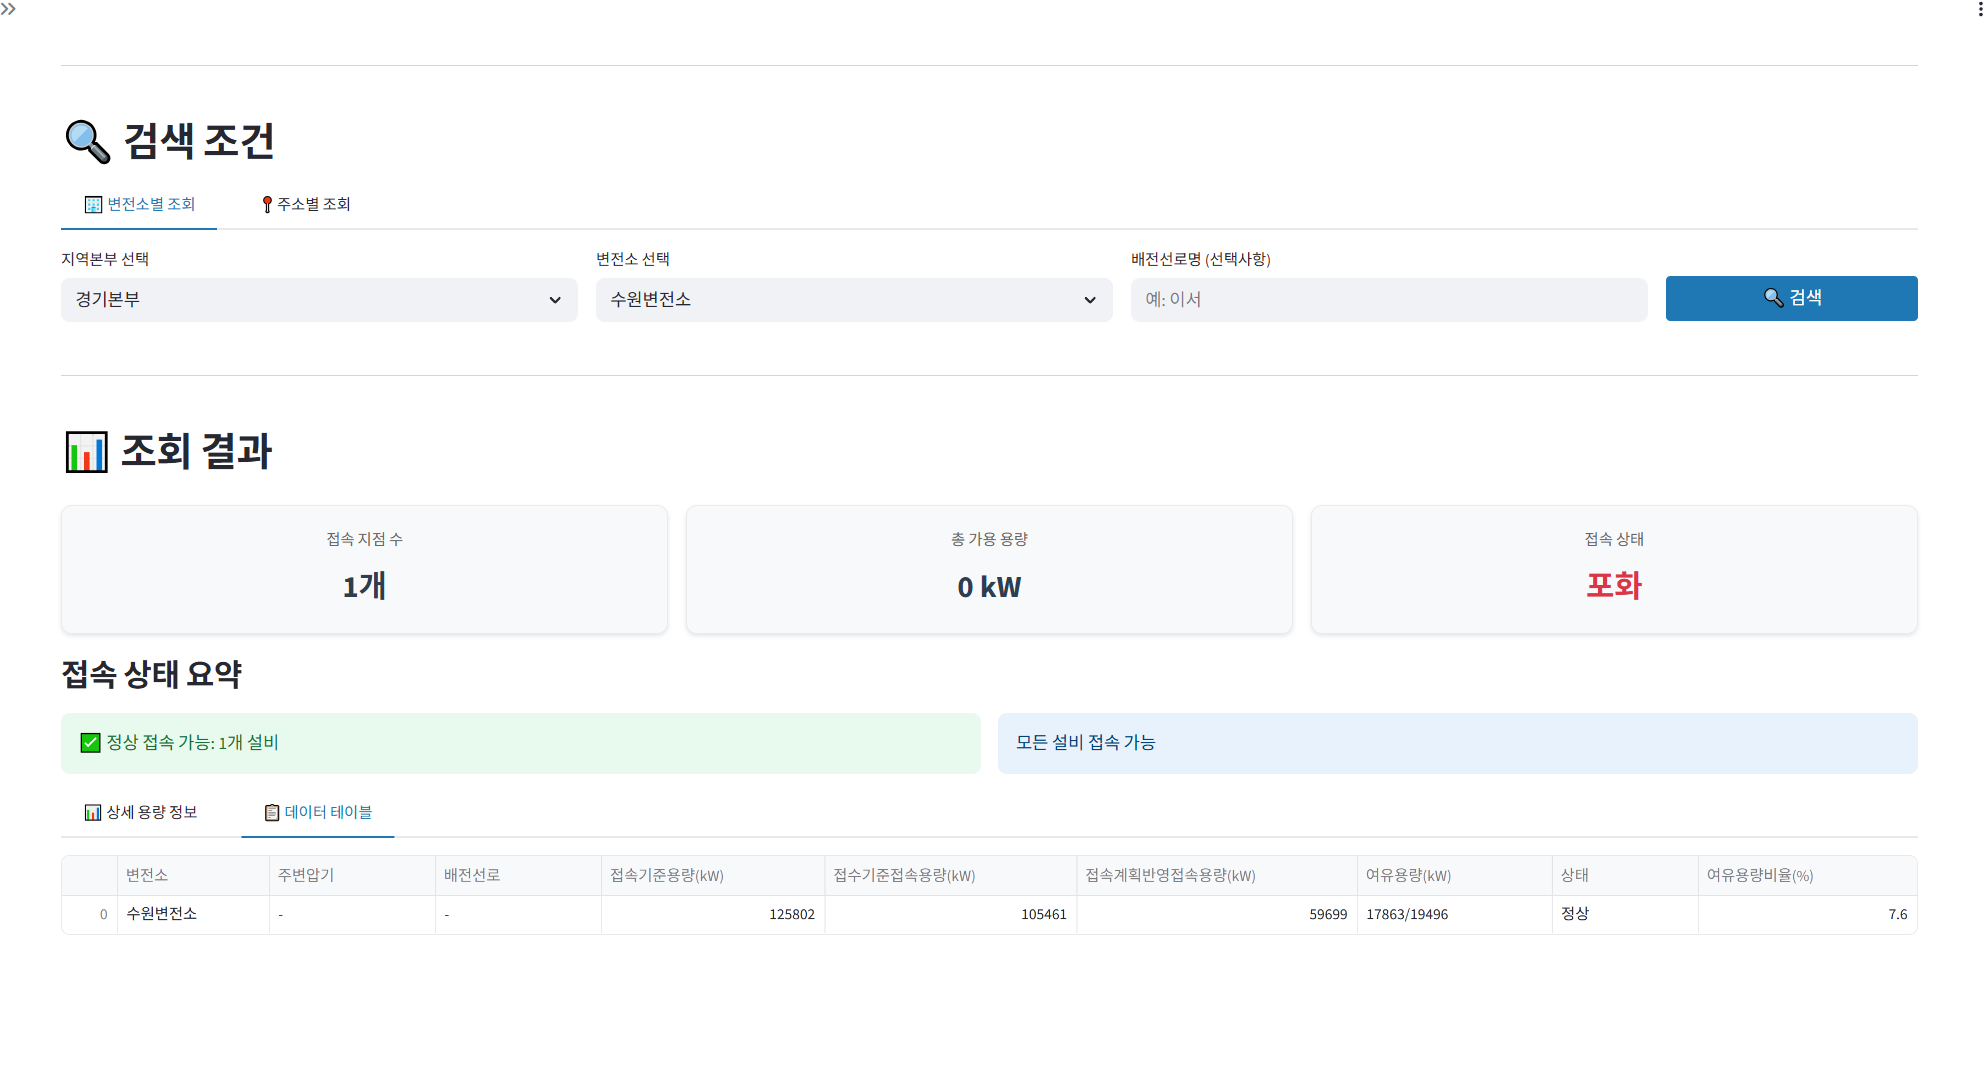 검색 조건
변전소별 조회
주소별 조회
지역본부 선택
변전소 선택
배전선로명 (선택사항)
경기본부
수원변전소
예: 이서
검색
조회 결과
접속 지점 수
1개
총 가용 용량
0 kW
접속 상태
포화
접속 상태 요약
정상 접속 가능: 1개 설비
모든 설비 접속 가능
상세 용량 정보
데이터 테이블
변전소 주변압기 배전선로 접속기준용량(kW) 접수기준접속용량(kW) 접속계획반영접속용량(kW) 여유용량(kW) 상태 여유용량비율(%)
0 수원변전소 - - 125802 105461 59699 17863/19496 정상 7.6